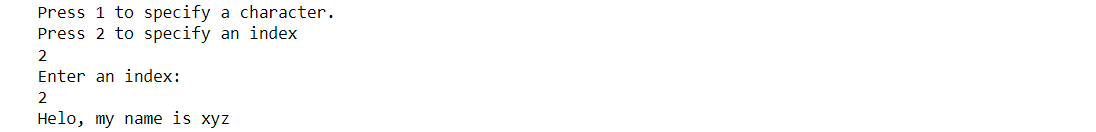 Press 1 to specify a character.
Press 2 to specify an index
2
Enter an index:
2
Helo, my name is xyz